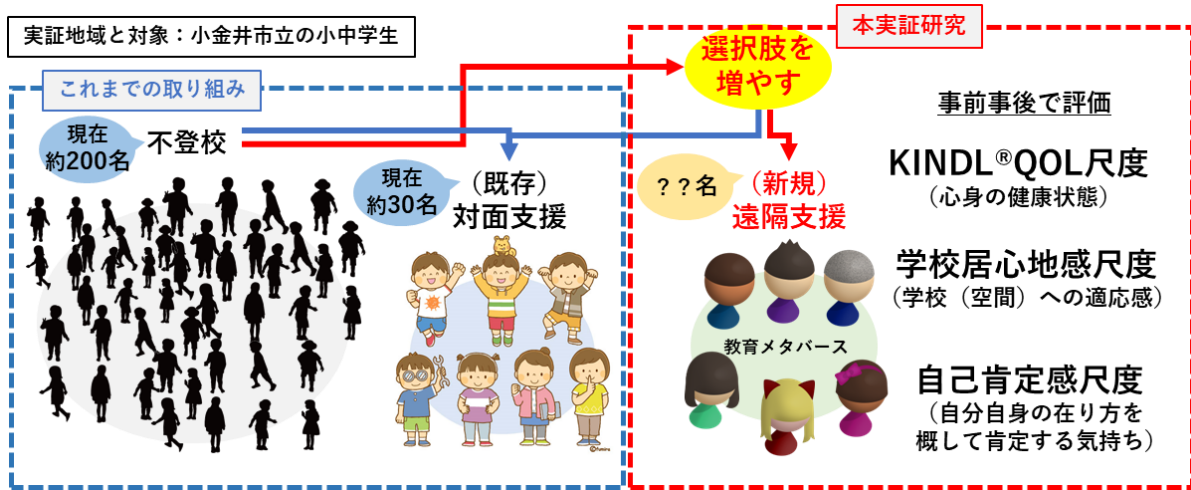 実証地域と対象：小金井市立の小中学生
これまでの取り組み
現在
約200名
不登校
現在
約30名
（既存）
対面支援
©fumira
本実証研究
選択肢を
増やす
？？名
（新規）
遠隔支援
教育メタバース
事前事後で評価
KINDL®QOL尺度
（心身の健康状態）
学校居心地感尺度
（学校（空間）への適応感）
自己肯定感尺度
（自分自身の在り方を
概して肯定する気持ち）